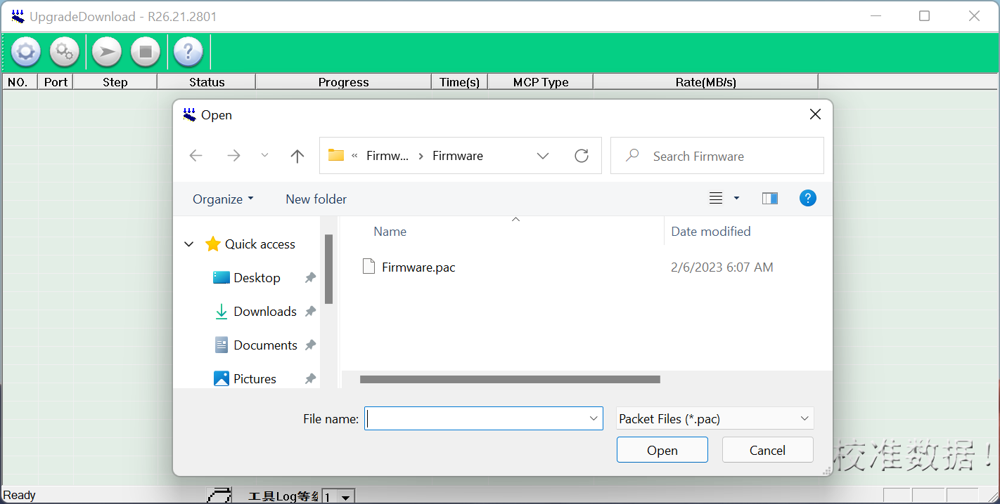 UpgradeDownload - R26.21.2801
NO. Port Step Status Progress Time(s) MCP Type Rate(MB/s)
Open
« Firmw... › Firmware
Search Firmware
Organize New folder
Name Date modified
Quick access
Firmware.pac 2/6/2023 6:07 AM
Desktop
Downloads
Documents
Pictures
File name: Packet Files (*.pac)
Open Cancel
校准数据！
Ready 工具Log等级 1